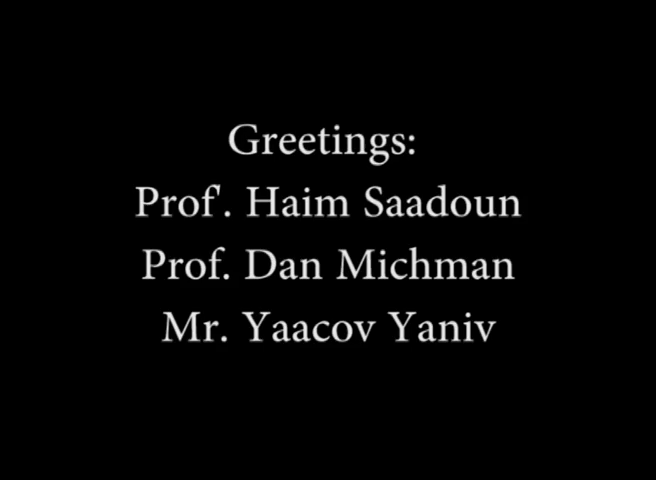 Greetings:
Prof'. Haim Saadoun
Prof. Dan Michman
Mr. Yaacov Yaniv